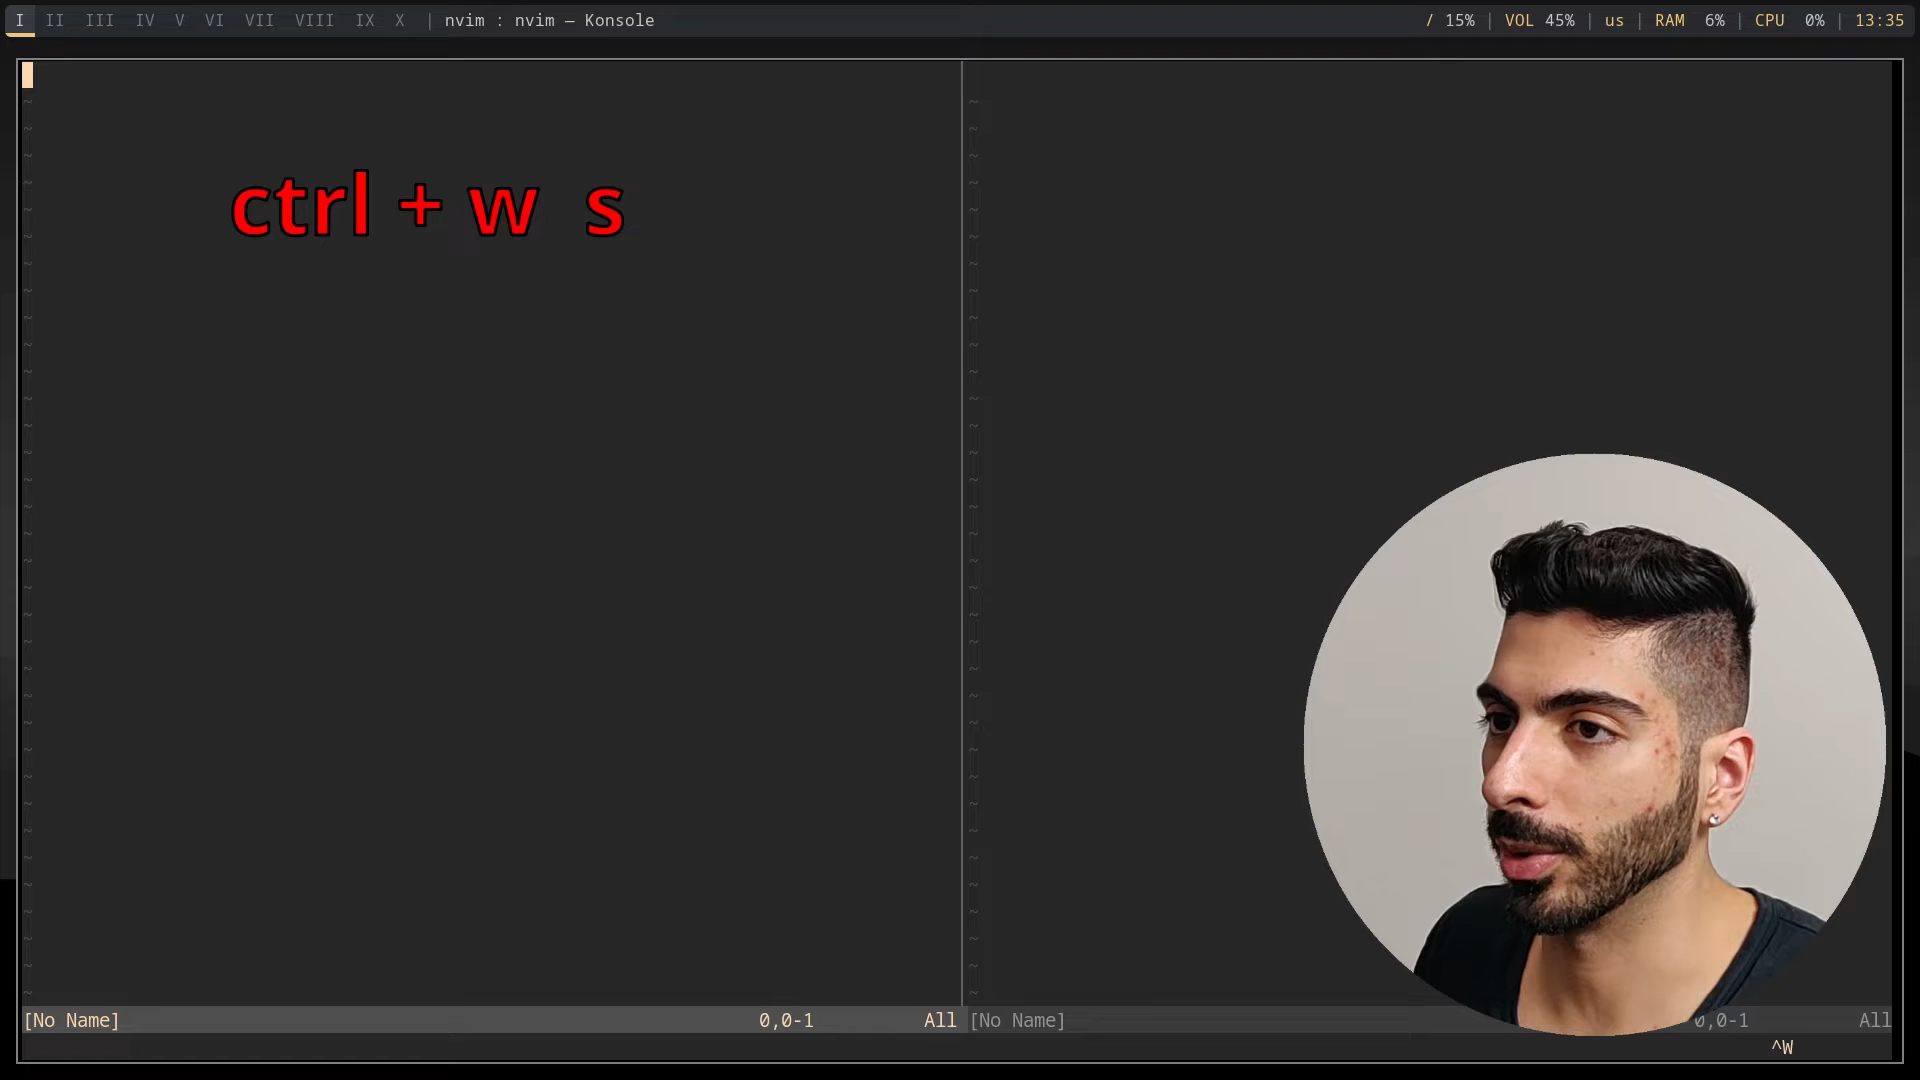 I II III IV V VI VII VIII IX X | nvim : nvim — Konsole / 15% | VOL 45% | us | RAM 6% | CPU 0% | 13:35
ctrl + w s
[No Name] 0,0-1 All [No Name] 0,0-1 All
^W